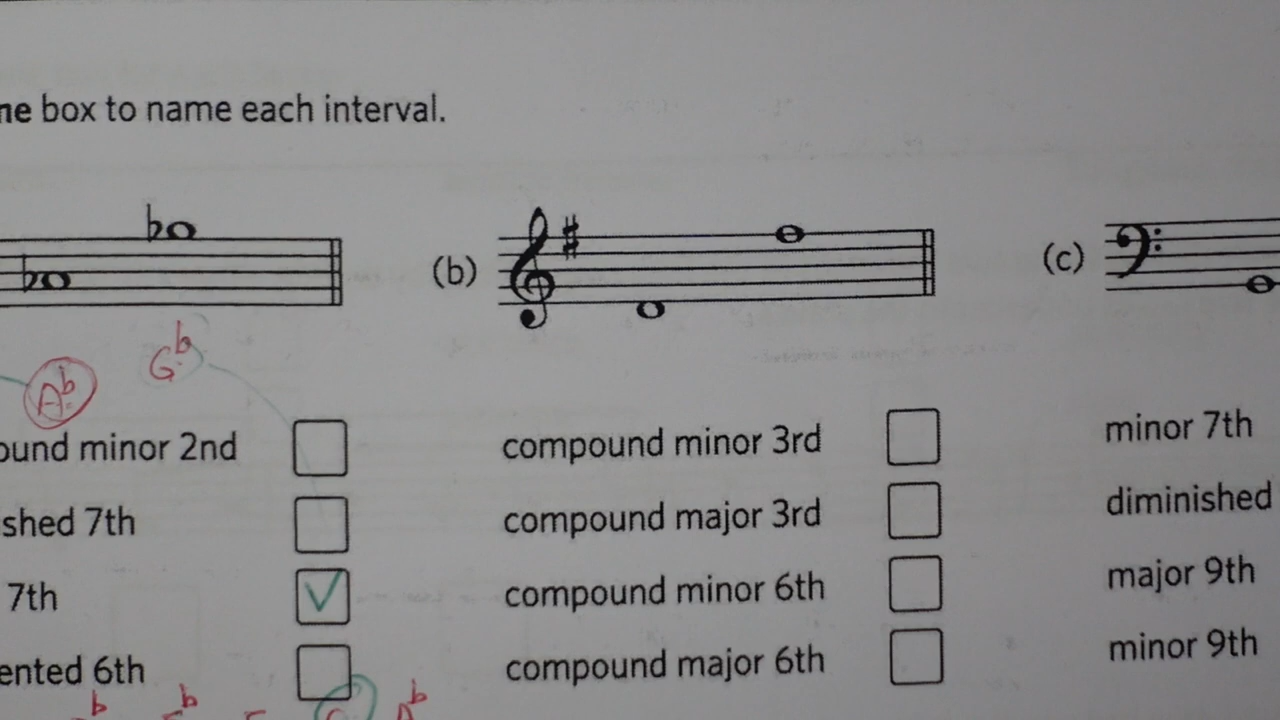 ne box to name each interval.
(b)
(c)
A♭
G♭
ound minor 2nd
shed 7th
7th
ented 6th
compound minor 3rd
compound major 3rd
compound minor 6th
compound major 6th
minor 7th
diminished
major 9th
minor 9th
A♭